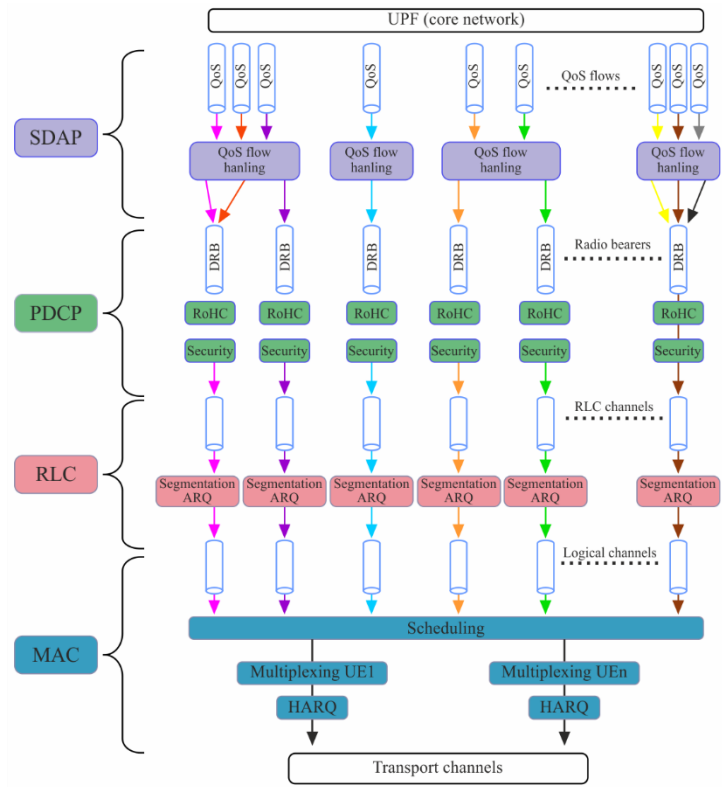 UPF (core network)
QoS QoS QoS QoS QoS QoS QoS flows QoS QoS QoS
SDAP
QoS flow
hanling
QoS flow
hanling
QoS flow
hanling
QoS flow
hanling
Radio bearers
DRB DRB DRB DRB DRB DRB
PDCP
RoHC RoHC RoHC RoHC RoHC RoHC
Security Security Security Security Security Security
RLC channels
RLC
Segmentation
ARQ
Segmentation
ARQ
Segmentation
ARQ
Segmentation
ARQ
Segmentation
ARQ
Segmentation
ARQ
Logical channels
Scheduling
MAC
Multiplexing UE1 Multiplexing UEn
HARQ HARQ
Transport channels